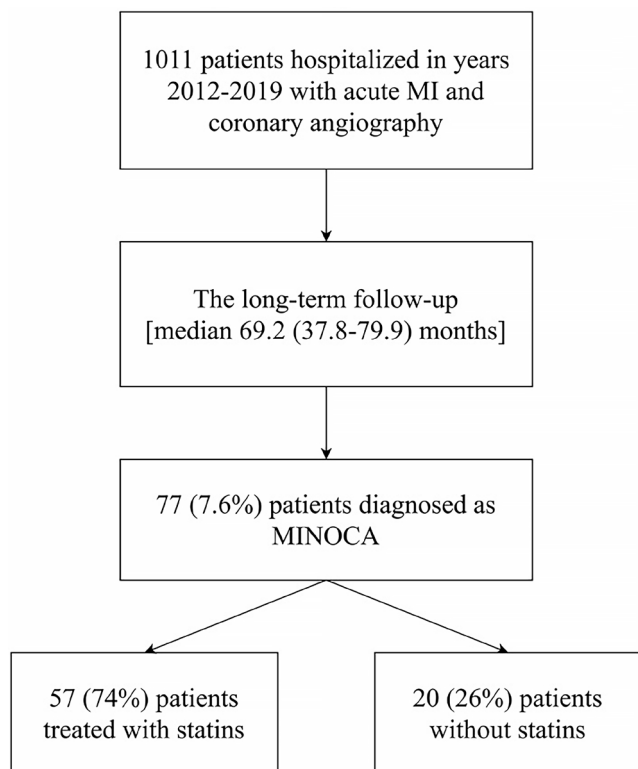 1011 patients hospitalized in years
2012-2019 with acute MI and
coronary angiography
The long-term follow-up
[median 69.2 (37.8-79.9) months]
77 (7.6%) patients diagnosed as
MINOCA
57 (74%) patients
treated with statins
20 (26%) patients
without statins